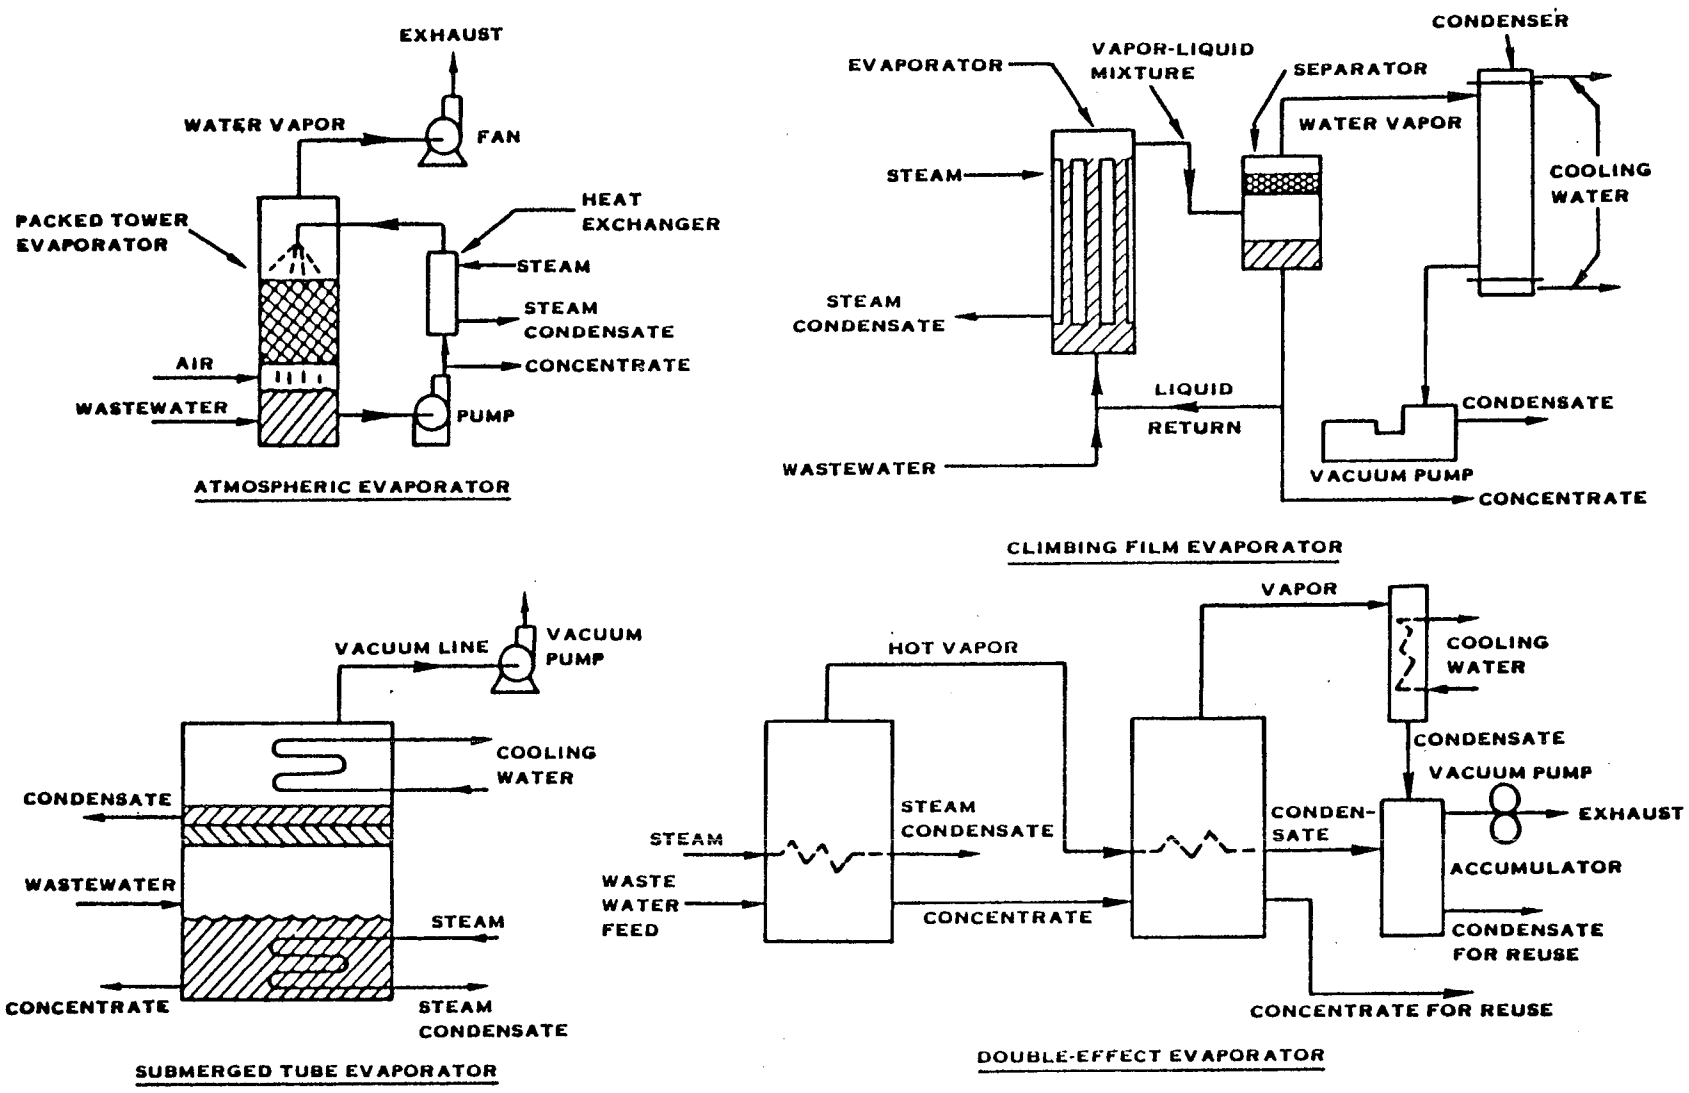 EXHAUST
WATER VAPOR
FAN
HEAT
EXCHANGER
PACKED TOWER
EVAPORATOR
STEAM
STEAM
CONDENSATE
AIR
CONCENTRATE
WASTEWATER
PUMP
ATMOSPHERIC EVAPORATOR
CONDENSER
VAPOR-LIQUID
MIXTURE
EVAPORATOR
SEPARATOR
WATER VAPOR
STEAM
COOLING
WATER
STEAM
CONDENSATE
LIQUID
RETURN
CONDENSATE
WASTEWATER
VACUUM PUMP
CONCENTRATE
CLIMBING FILM EVAPORATOR
VACUUM LINE
VACUUM
PUMP
COOLING
WATER
CONDENSATE
WASTEWATER
STEAM
CONCENTRATE
STEAM
CONDENSATE
SUBMERGED TUBE EVAPORATOR
VAPOR
HOT VAPOR
COOLING
WATER
CONDENSATE
VACUUM PUMP
STEAM
CONDENSATE
CONDEN-
SATE
EXHAUST
STEAM
ACCUMULATOR
WASTE
WATER
FEED
CONCENTRATE
CONDENSATE
FOR REUSE
CONCENTRATE FOR REUSE
DOUBLE-EFFECT EVAPORATOR